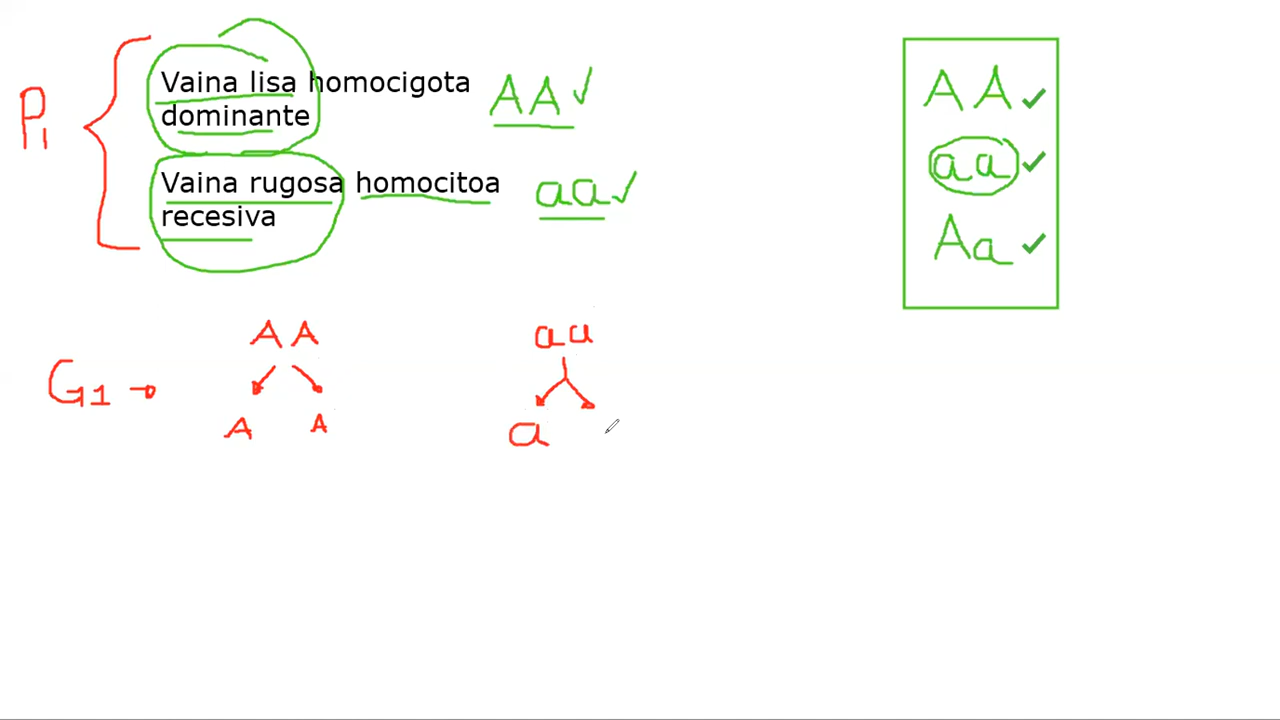 P1
Vaina lisa homocigota
dominante
AA
Vaina rugosa homocitoa
recesiva
aa
AA
aa
Aa
G1
AA
A A
aa
a